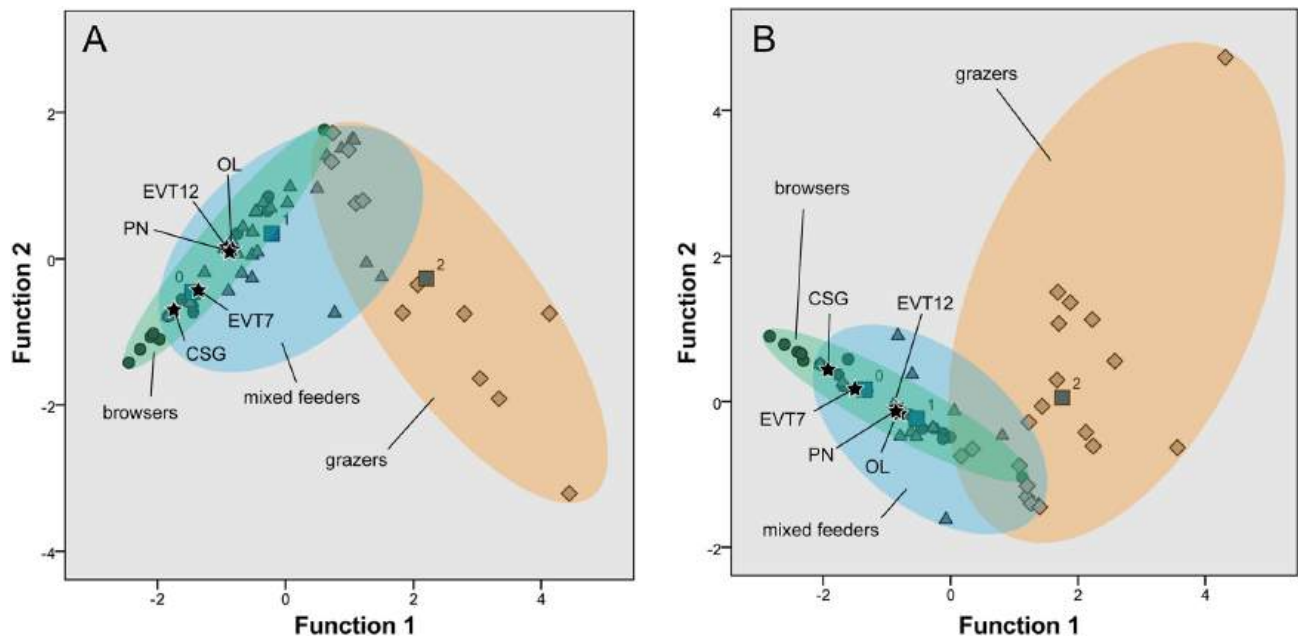 A
2
0
-2
-4
Function 2
OL
EVT12
PN
1
0
2
EVT7
CSG
mixed feeders
browsers
grazers
-2
0
2
4
Function 1
B
4
2
0
-2
grazers
browsers
CSG
EVT12
0
1
2
EVT7
PN
OL
mixed feeders
Function 2
-2
0
2
4
Function 1